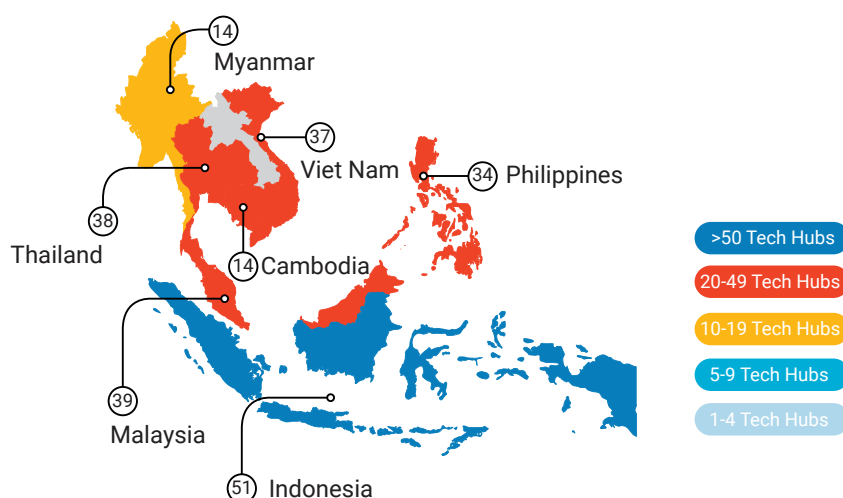 14
Myanmar
37
Viet Nam
34 Philippines
38
Thailand
14 Cambodia
39
Malaysia
51 Indonesia
>50 Tech Hubs
20-49 Tech Hubs
10-19 Tech Hubs
5-9 Tech Hubs
1-4 Tech Hubs